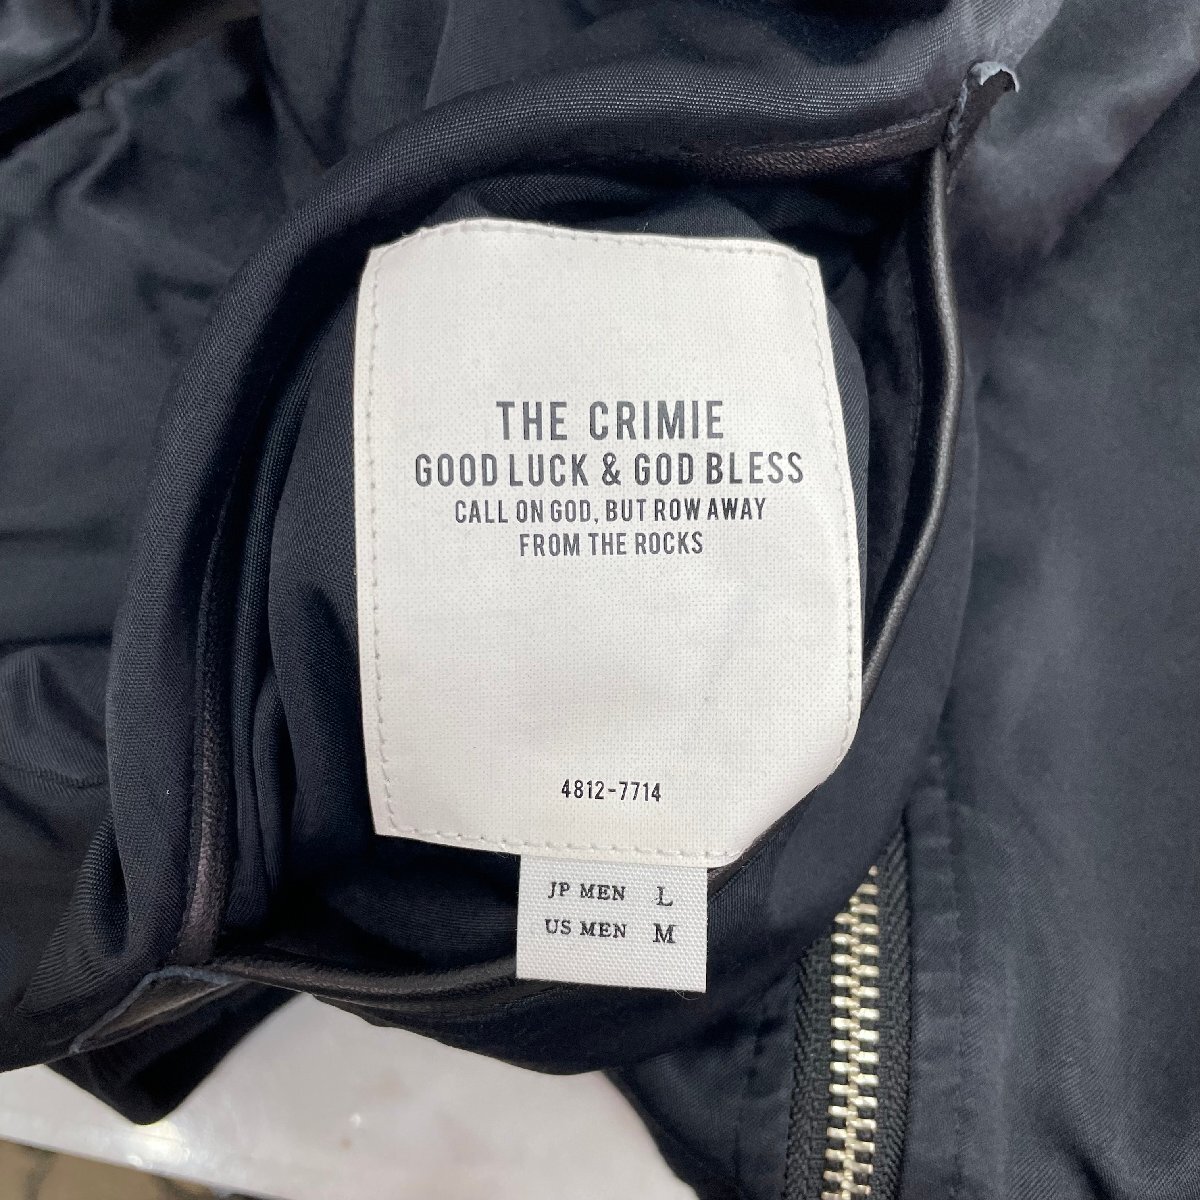 THE CRIMIE
GOOD LUCK & GOD BLESS
CALL ON GOD, BUT ROW AWAY
FROM THE ROCKS
4812-7714
JP MEN L
US MEN M